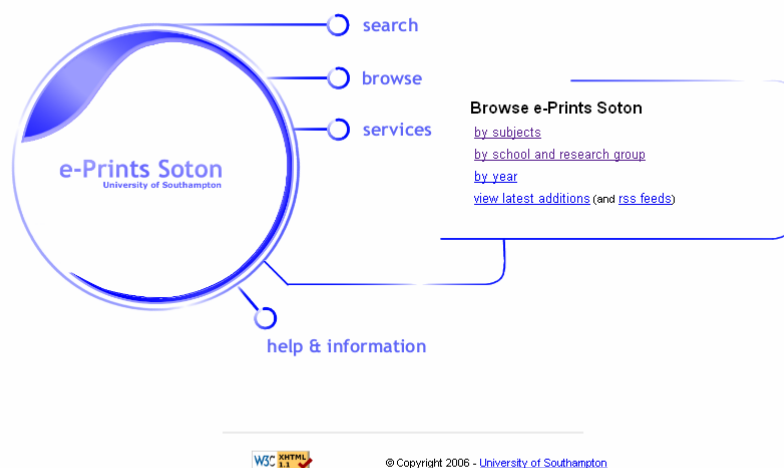 search
browse
services
e-Prints Soton
University of Southampton
Browse e-Prints Soton
by subjects
by school and research group
by year
view latest additions (and rss feeds)
help & information
W3C XHTML 1.1
© Copyright 2006 - University of Southampton